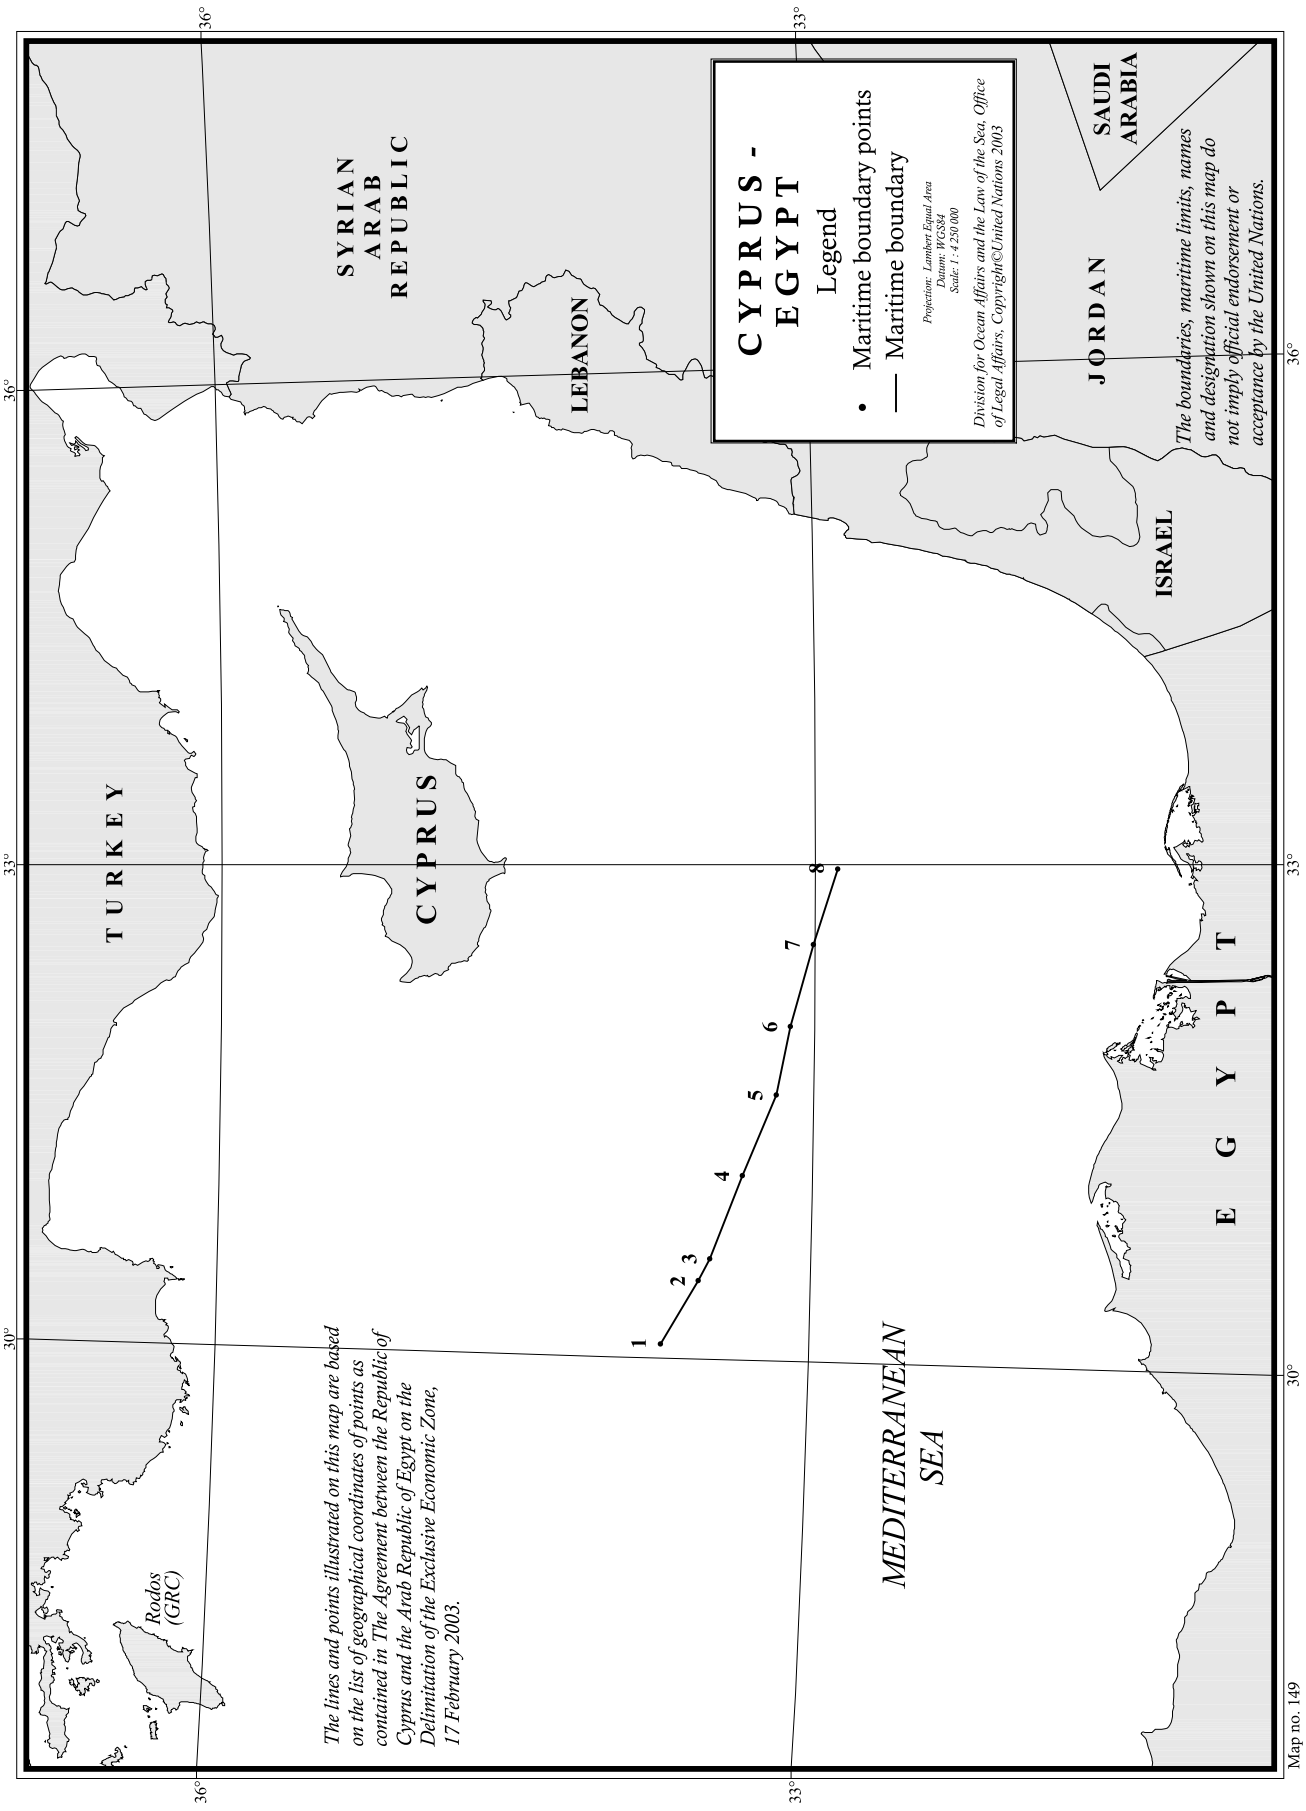 36°
33°
36°
33°
30°
TURKEY
SYRIAN
ARAB
REPUBLIC
CYPRUS
LEBANON
Rodos
(GRC)
The lines and points illustrated on this map are based
on the list of geographical coordinates of points as
contained in The Agreement between the Republic of
Cyprus and the Arab Republic of Egypt on the
Delimitation of the Exclusive Economic Zone,
17 February 2003.
1
2
3
4
5
6
7
8
MEDITERRANEAN
SEA
CYPRUS -
EGYPT
Legend
Maritime boundary points
Maritime boundary
Projection: Lambert Equal Area
Datum: WGS84
Scale: 1 : 4 250 000
Division for Ocean Affairs and the Law of the Sea, Office
of Legal Affairs, Copyright©United Nations 2003
SAUDI
ARABIA
JORDAN
ISRAEL
EGYPT
The boundaries, maritime limits, names
and designation shown on this map do
not imply official endorsement or
acceptance by the United Nations.
36°
33°
30°
36°
33°
Map no. 149